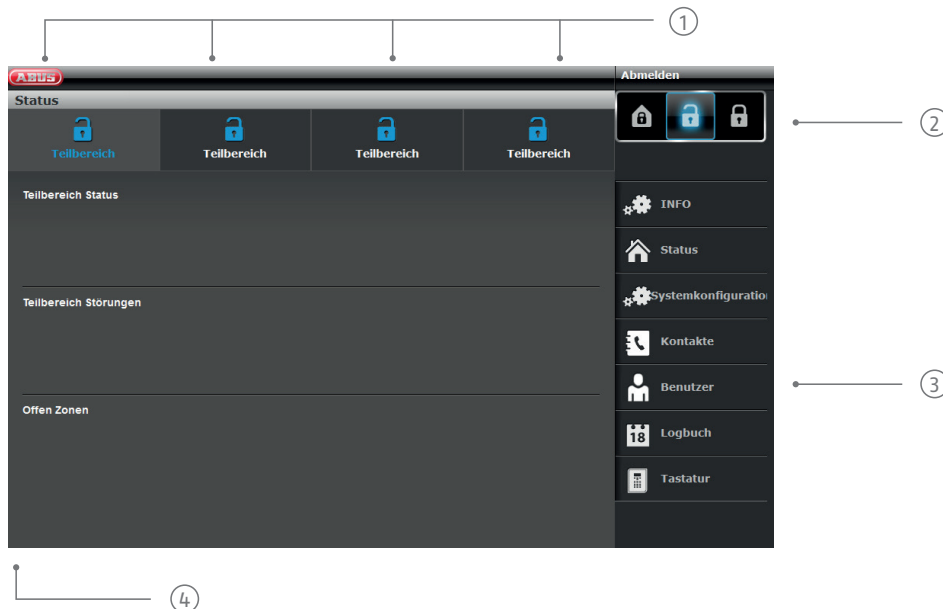 1
ABUS
Abmelden
Status
2
Teilbereich
Teilbereich
Teilbereich
Teilbereich
Teilbereich Status
INFO
Status
Teilbereich Störungen
Systemkonfiguratio
Kontakte
Benutzer
3
Offen Zonen
18
Logbuch
Tastatur
4